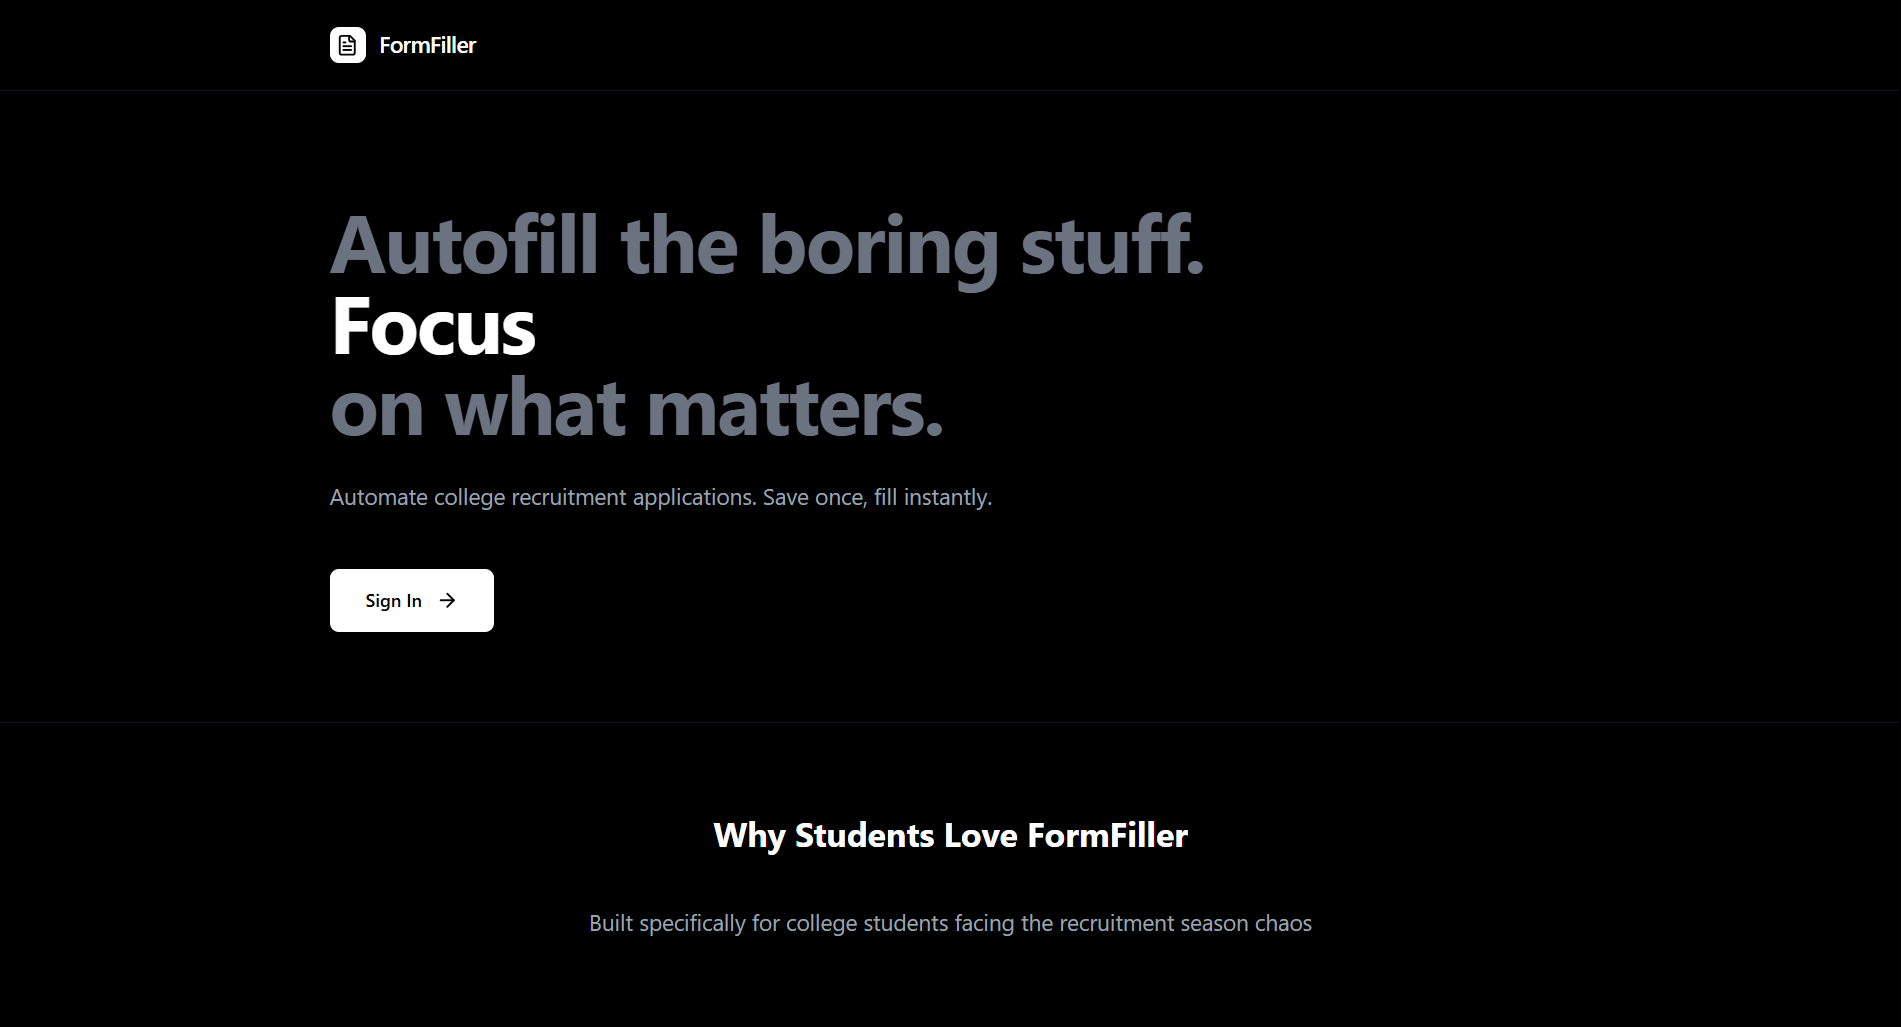 FormFiller
Autofill the boring stuff.
Focus
on what matters.
Automate college recruitment applications. Save once, fill instantly.
Sign In
Why Students Love FormFiller
Built specifically for college students facing the recruitment season chaos